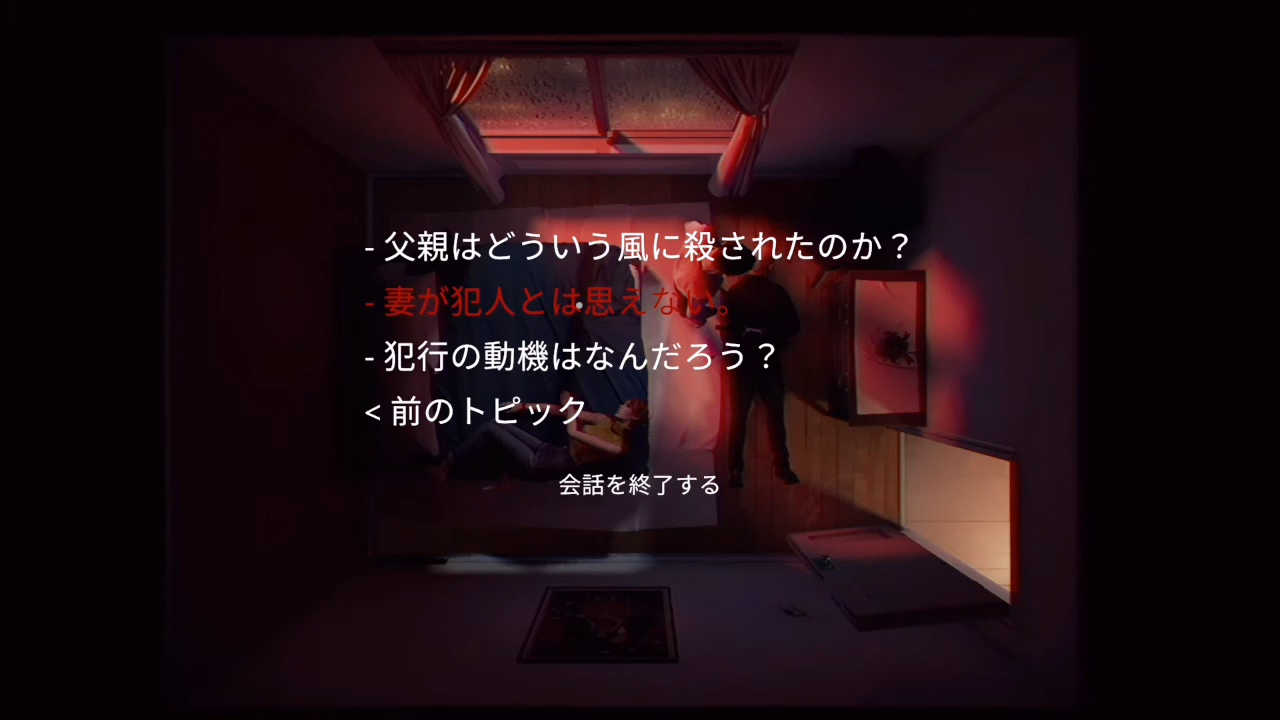 - 父親はどういう風に殺されたのか？
- 妻が犯人とは思えない。
- 犯行の動機はなんだろう？
< 前のトピック
会話を終了する